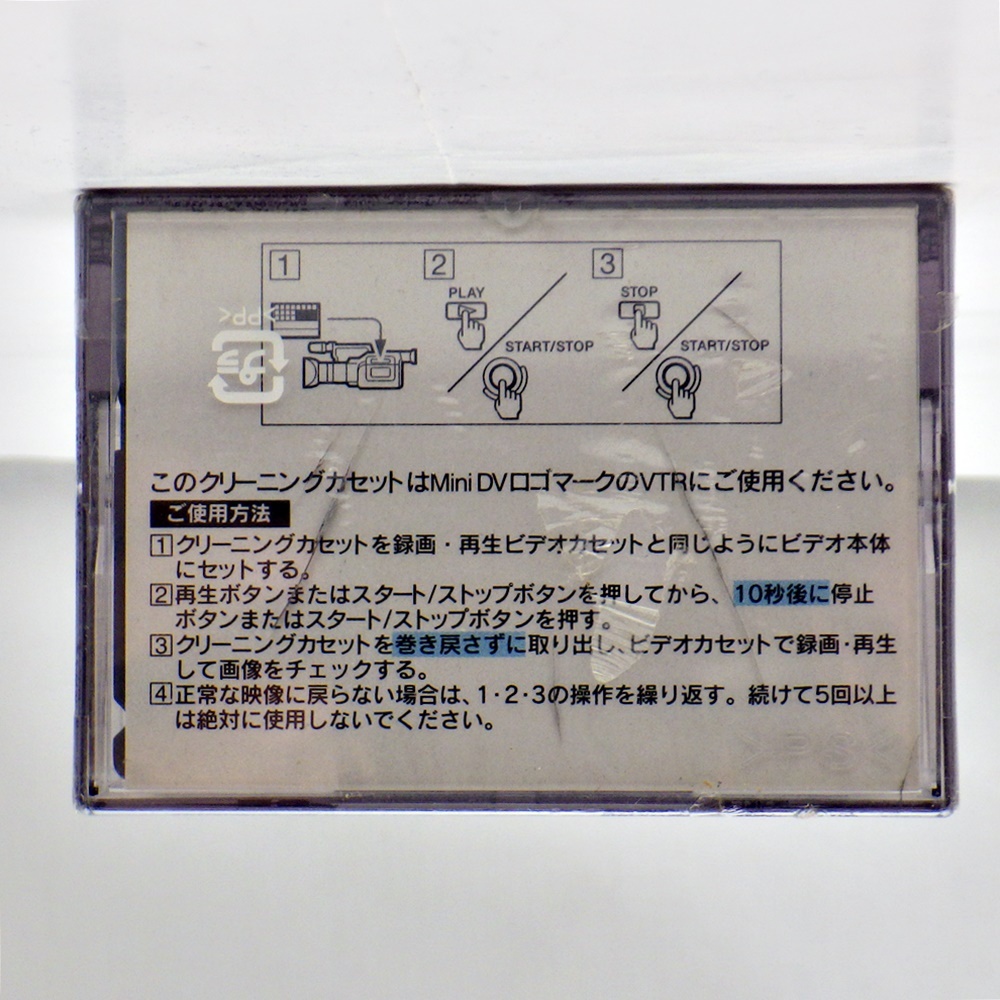 1
2
3
PLAY
STOP
START/STOP
START/STOP
>PP<
プラ
このクリーニングカセットはMini DVロゴマークのVTRにご使用ください。
ご使用方法
1 クリーニングカセットを録画・再生ビデオカセットと同じようにビデオ本体
にセットする。
2 再生ボタンまたはスタート/ストップボタンを押してから、10秒後に停止
ボタンまたはスタート/ストップボタンを押す。
3 クリーニングカセットを巻き戻さずに取り出し、ビデオカセットで録画・再生
して画像をチェックする。
4 正常な映像に戻らない場合は、1・2・3の操作を繰り返す。続けて5回以上
は絶対に使用しないでください。
>PS<